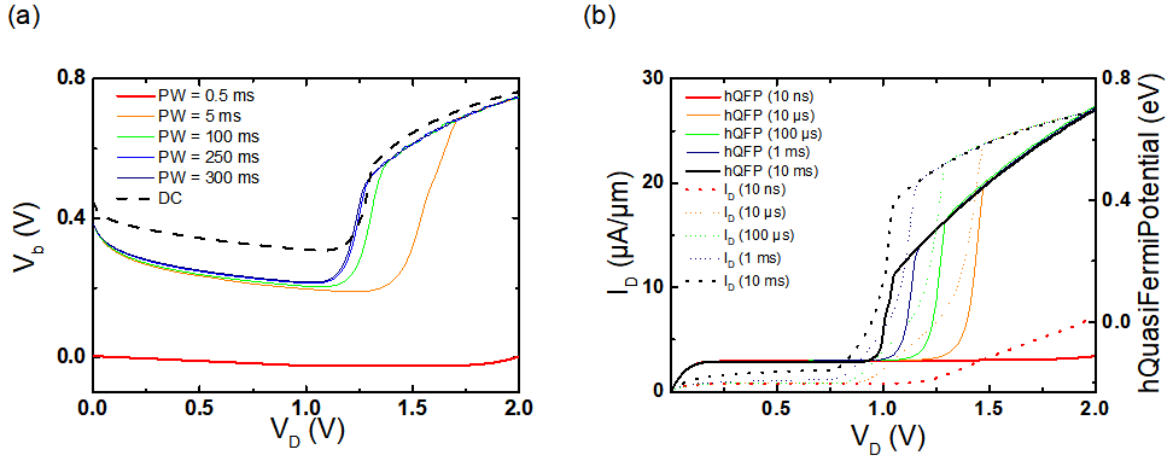 (a)
(b)
0.8
0.4
0.0
V_b (V)
PW = 0.5 ms
PW = 5 ms
PW = 100 ms
PW = 250 ms
PW = 300 ms
DC
0.0 0.5 1.0 1.5 2.0
V_D (V)
30
20
10
0
I_D (µA/µm)
hQFP (10 ns)
hQFP (10 µs)
hQFP (100 µs)
hQFP (1 ms)
hQFP (10 ms)
I_D (10 ns)
I_D (10 µs)
I_D (100 µs)
I_D (1 ms)
I_D (10 ms)
0.8
0.4
0.0
hQuasiFermiPotential (eV)
0.5 1.0 1.5 2.0
V_D (V)